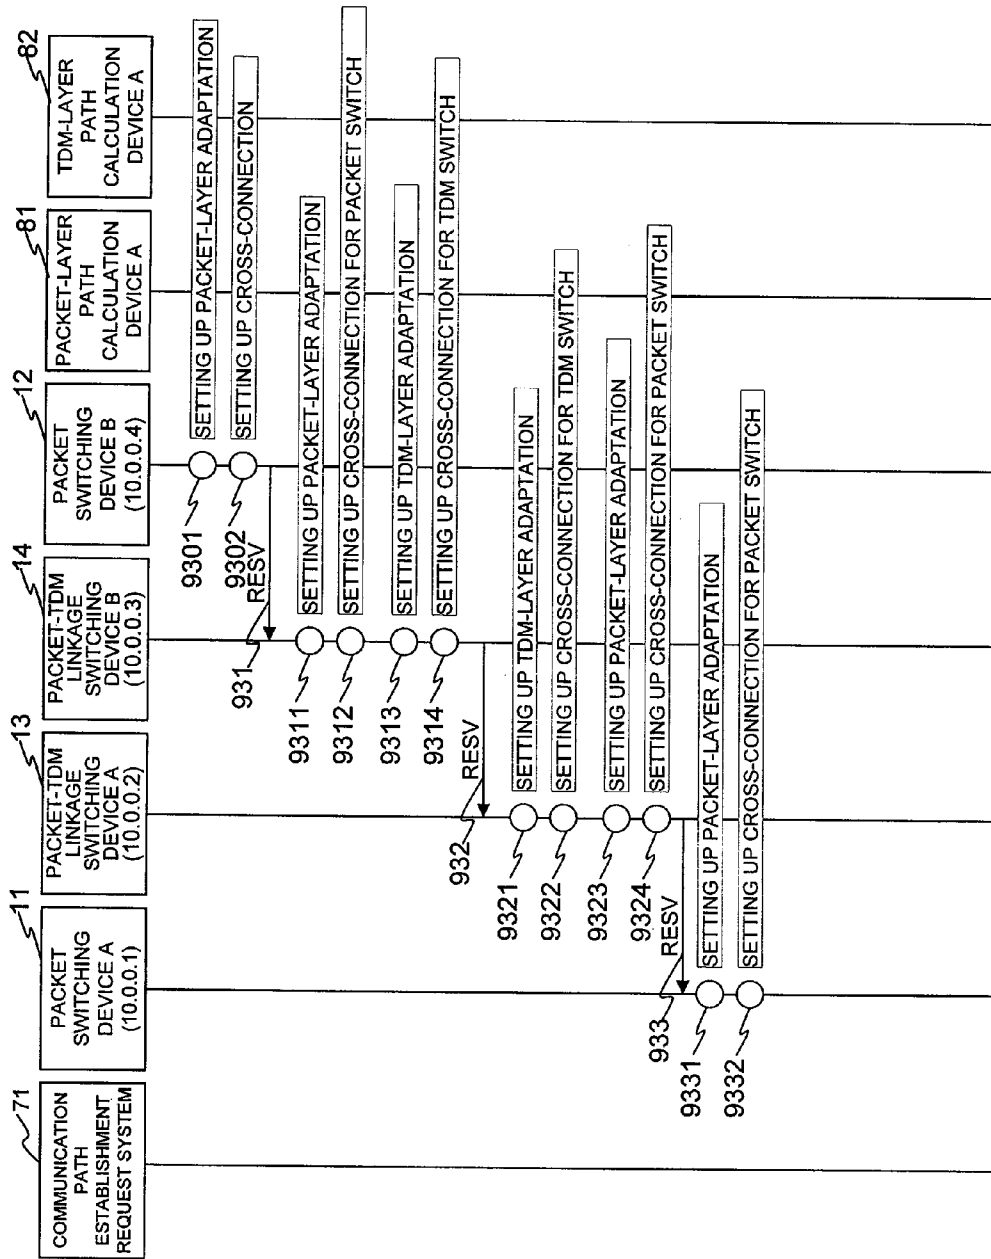 71
COMMUNICATION
PATH
ESTABLISHMENT
REQUEST SYSTEM
11
PACKET
SWITCHING
DEVICE A
(10.0.0.1)
13
PACKET-TDM
LINKAGE
SWITCHING
DEVICE A
(10.0.0.2)
14
PACKET-TDM
LINKAGE
SWITCHING
DEVICE B
(10.0.0.3)
12
PACKET
SWITCHING
DEVICE B
(10.0.0.4)
81
PACKET-LAYER
PATH
CALCULATION
DEVICE A
82
TDM-LAYER
PATH
CALCULATION
DEVICE A
9301
SETTING UP PACKET-LAYER ADAPTATION
9302
SETTING UP CROSS-CONNECTION
931
RESV
9311
SETTING UP PACKET-LAYER ADAPTATION
9312
SETTING UP CROSS-CONNECTION FOR PACKET SWITCH
9313
SETTING UP TDM-LAYER ADAPTATION
9314
SETTING UP CROSS-CONNECTION FOR TDM SWITCH
932
RESV
9321
SETTING UP TDM-LAYER ADAPTATION
9322
SETTING UP CROSS-CONNECTION FOR TDM SWITCH
9323
SETTING UP PACKET-LAYER ADAPTATION
9324
SETTING UP CROSS-CONNECTION FOR PACKET SWITCH
933
RESV
9331
SETTING UP PACKET-LAYER ADAPTATION
9332
SETTING UP CROSS-CONNECTION FOR PACKET SWITCH